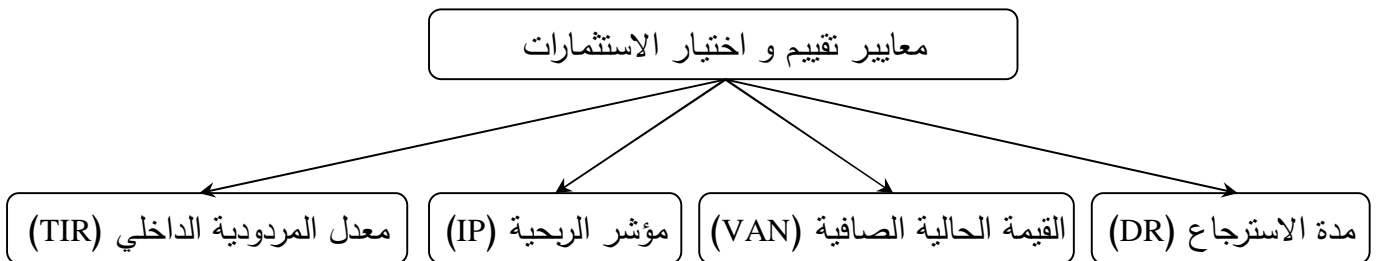 معايير تقييم و اختيار الاستثمارات
مدة الاسترجاع (DR)
القيمة الحالية الصافية (VAN)
مؤشر الربحية (IP)
معدل المردودية الداخلي (TIR)